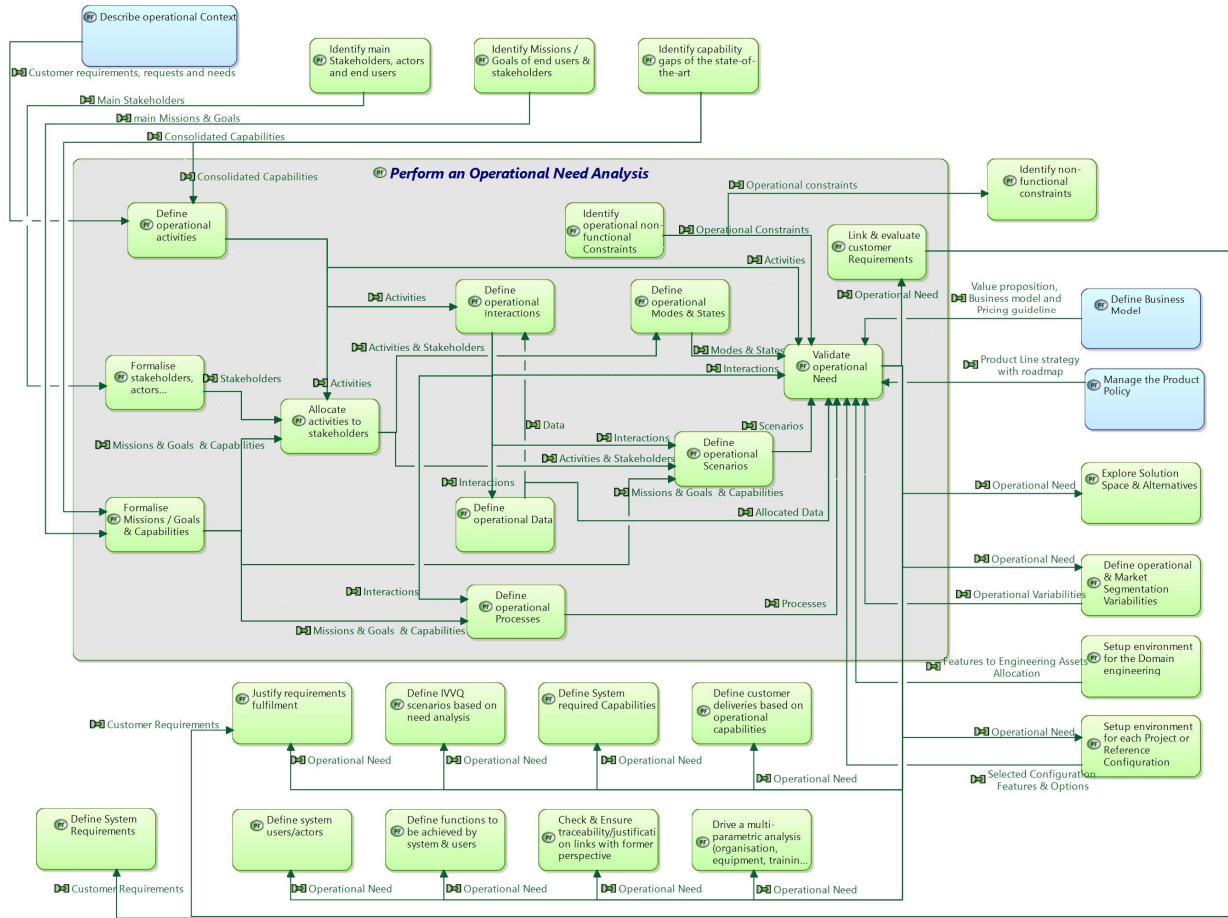 Describe operational Context
Customer requirements, requests and needs
Identify main
Stakeholders, actors
and end users
Identify Missions /
Goals of end users &
stakeholders
Identify capability
gaps of the state-of-
the-art
Main Stakeholders
main Missions & Goals
Consolidated Capabilities
Perform an Operational Need Analysis
Consolidated Capabilities
Operational constraints
Identify non-
functional
constraints
Define
operational
activities
Identify
operational non-
functional
Constraints
Operational Constraints
Link & evaluate
customer
Requirements
Activities
Activities
Define
operational
interactions
Define
operational
Modes & States
Operational Need
Value proposition,
Business model and
Pricing guideline
Define Business
Model
Activities & Stakeholders
Modes & States
Validate
operational
Need
Product Line strategy
with roadmap
Manage the Product
Policy
Formalise
stakeholders,
actors...
Stakeholders
Activities
Interactions
Allocate
activities to
stakeholders
Missions & Goals & Capabilities
Data
Scenarios
Interactions
Activities & Stakeholders
Define
operational
Scenarios
Interactions
Missions & Goals & Capabilities
Explore Solution
Space & Alternatives
Operational Need
Formalise
Missions / Goals
& Capabilities
Define
operational Data
Allocated Data
Operational Need
Define operational
& Market
Segmentation
Variabilities
Operational Variabilities
Interactions
Define
operational
Processes
Processes
Missions & Goals & Capabilities
Features to Engineering Assets
Allocation
Setup environment
for the Domain
engineering
Customer Requirements
Justify requirements
fulfilment
Define IVVQ
scenarios based on
need analysis
Define System
required Capabilities
Define customer
deliveries based on
operational
capabilities
Operational Need
Setup environment
for each Project or
Reference
Configuration
Operational Need
Operational Need
Operational Need
Operational Need
Selected Configuration
Features & Options
Define System
Requirements
Define system
users/actors
Define functions to
be achieved by
system & users
Check & Ensure
traceability/justificati
on links with former
perspective
Drive a multi-
parametric analysis
(organisation,
equipment, trainin...
Customer Requirements
Operational Need
Operational Need
Operational Need
Operational Need